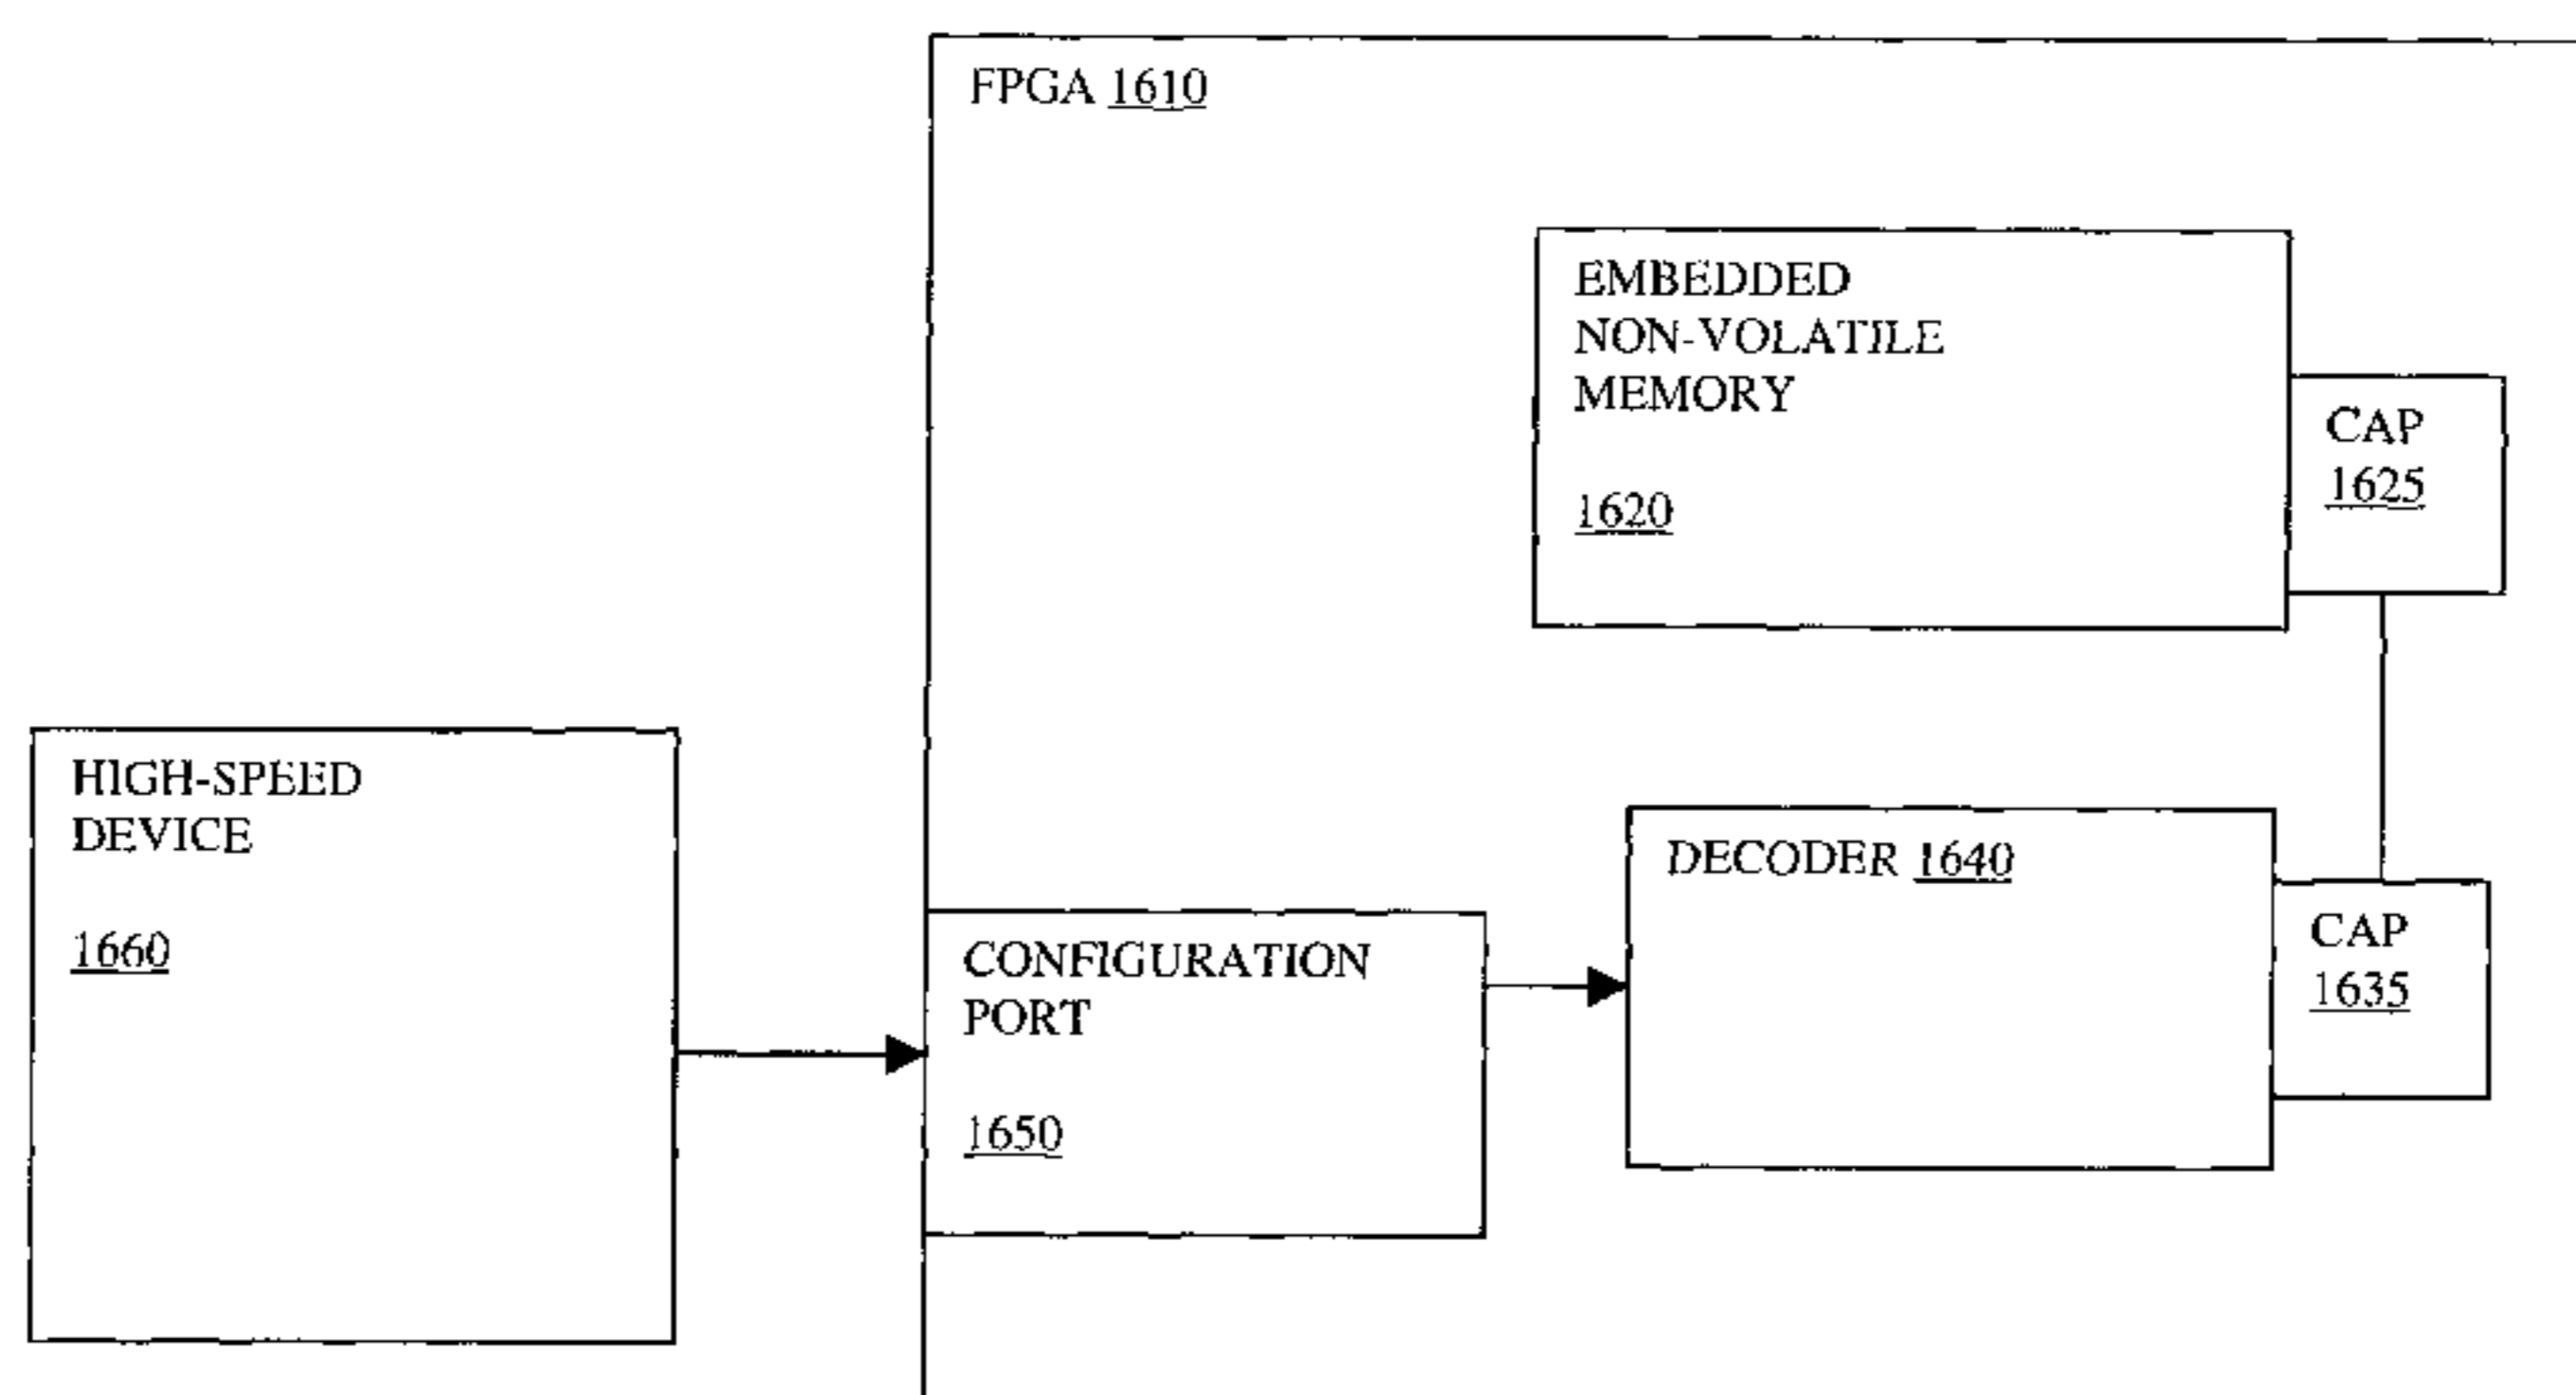 FPGA 1610
EMBEDDED
NON-VOLATILE
MEMORY
1620
CAP
1625
HIGH-SPEED
DEVICE
1660
DECODER 1640
CONFIGURATION
PORT
1650
CAP
1635